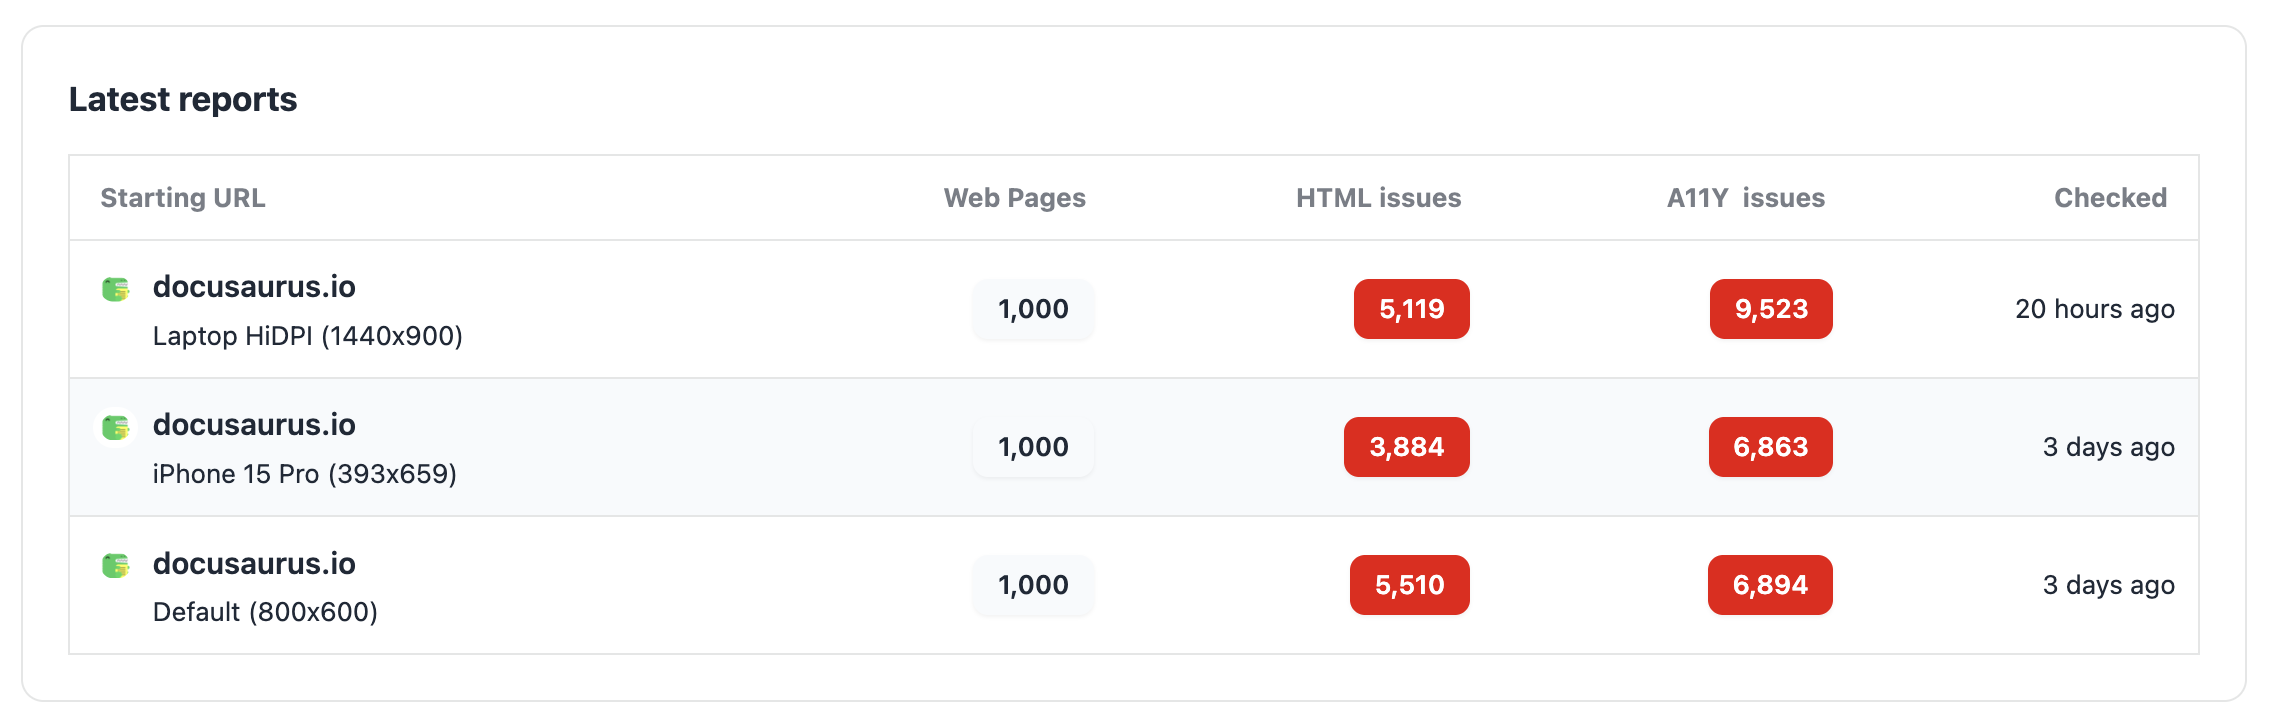 Latest reports
Starting URL Web Pages HTML issues A11Y issues Checked
docusaurus.io
Laptop HiDPI (1440x900)
1,000 5,119 9,523 20 hours ago
docusaurus.io
iPhone 15 Pro (393x659)
1,000 3,884 6,863 3 days ago
docusaurus.io
Default (800x600)
1,000 5,510 6,894 3 days ago